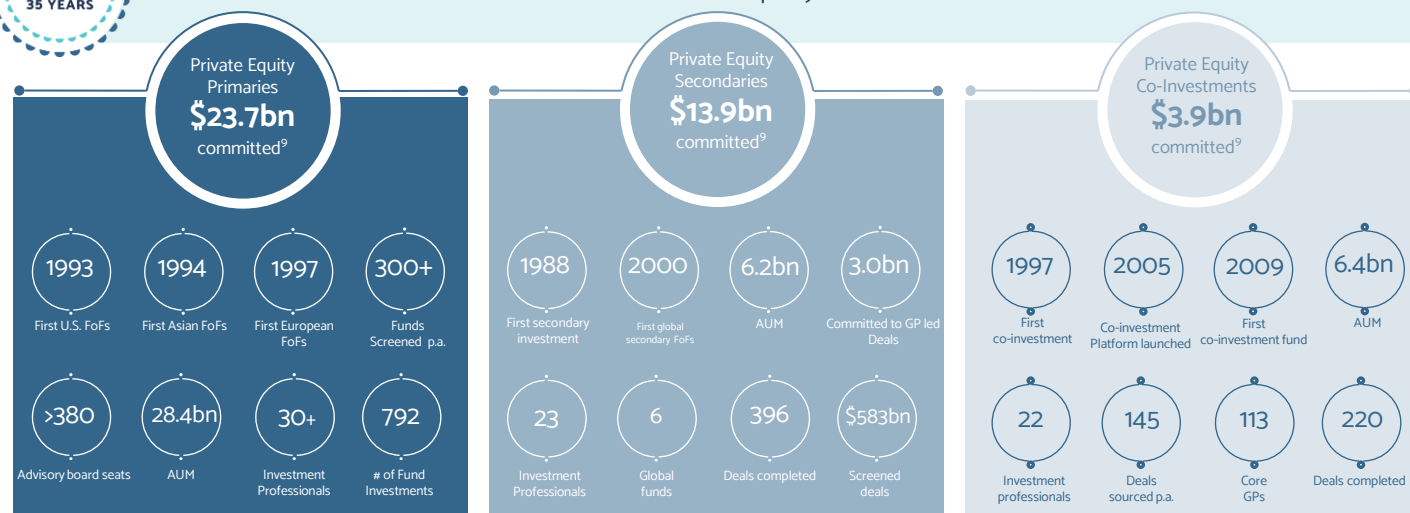 35 YEARS
Private Equity
Primaries
$23.7bn
committed⁹
1993
First U.S. FoFs
1994
First Asian FoFs
1997
First European
FoFs
300+
Funds
Screened p.a.
>380
Advisory board seats
28.4bn
AUM
30+
Investment
Professionals
792
# of Fund
Investments
Private Equity
Secondaries
$13.9bn
committed⁹
1988
First secondary
investment
2000
First global
secondary FoFs
6.2bn
AUM
3.0bn
Committed to GP led
Deals
23
Investment
Professionals
6
Global
funds
396
Deals completed
$583bn
Screened
deals
Private Equity
Co-Investments
$3.9bn
committed⁹
1997
First
co-investment
2005
Co-investment
Platform launched
2009
First
co-investment fund
6.4bn
AUM
22
Investment
professionals
145
Deals
sourced p.a.
113
Core
GPs
220
Deals completed